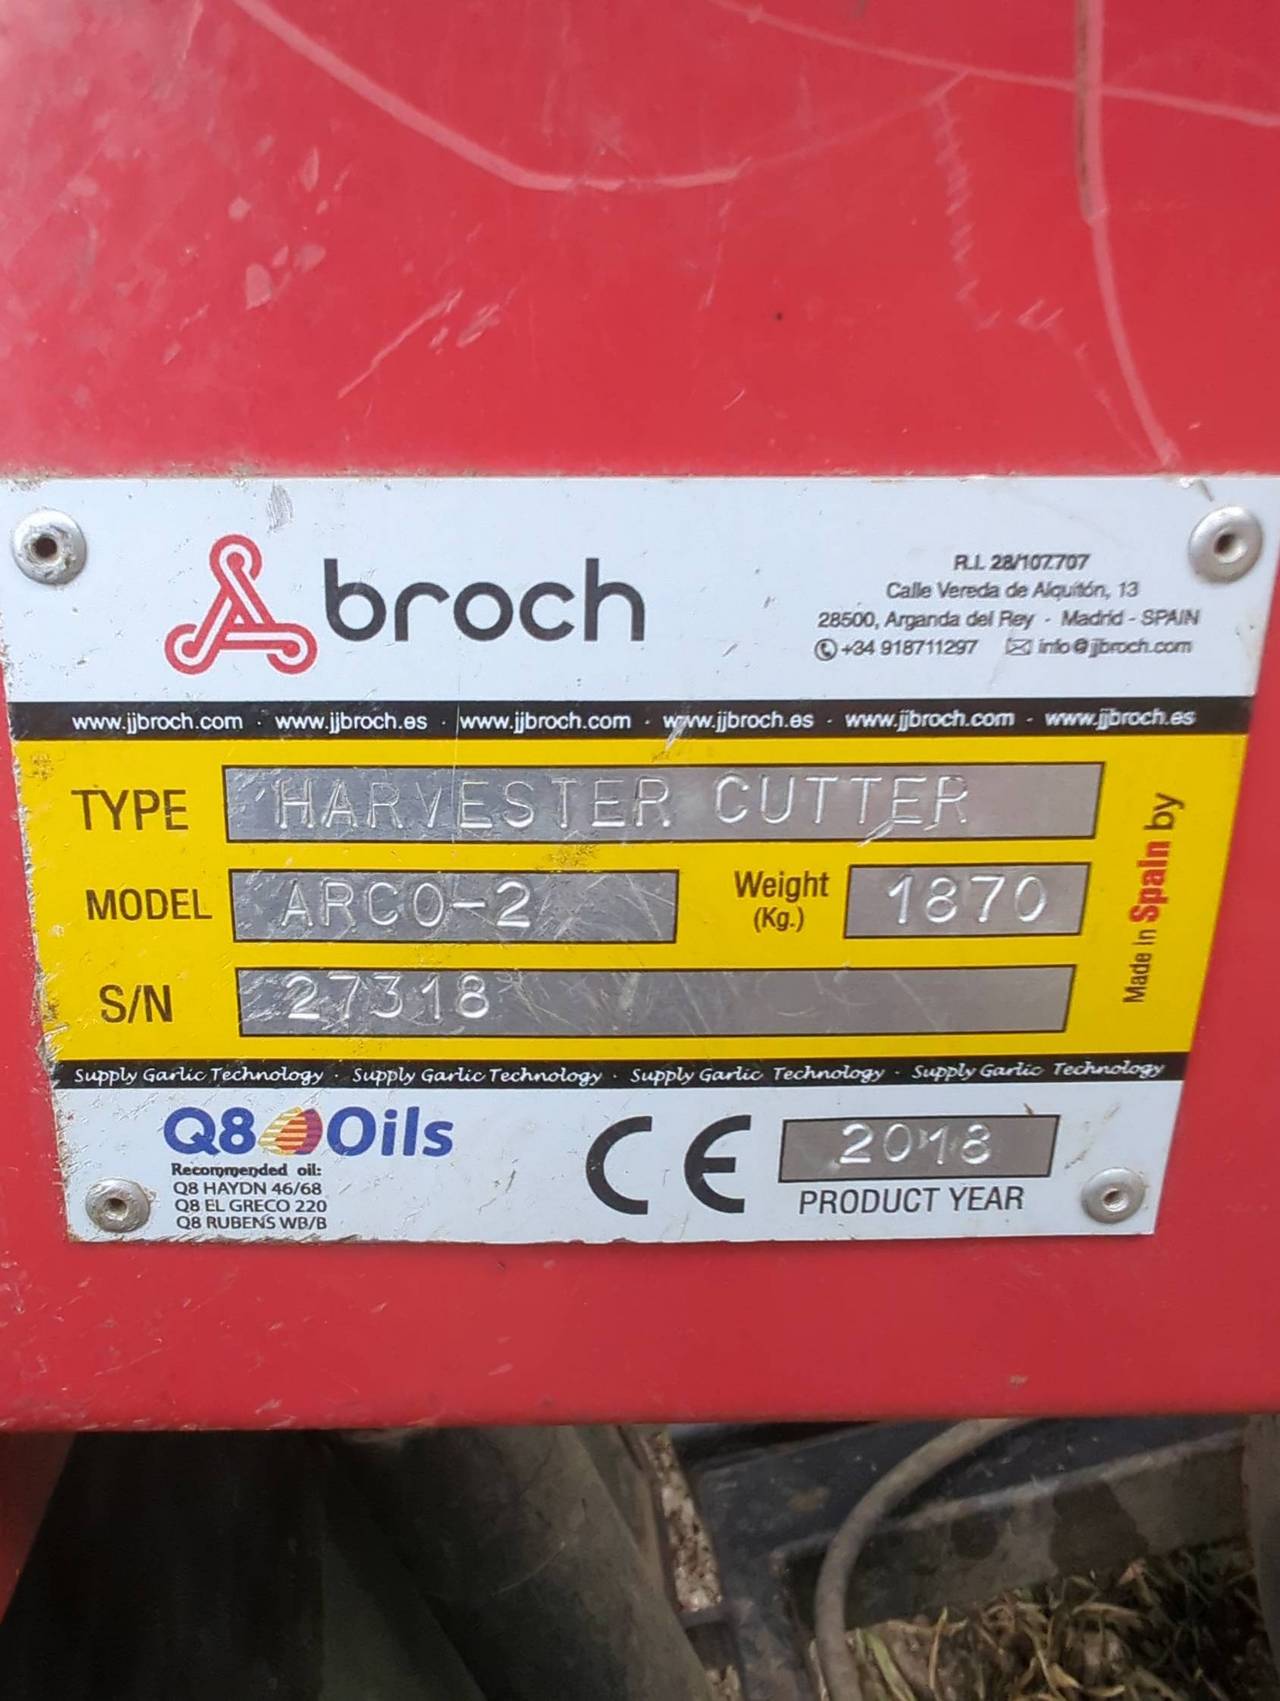 broch
R.I. 28/107.707
Calle Vereda de Alquitón, 13
28500, Arganda del Rey · Madrid - SPAIN
+34 918711297 info@jjbroch.com
www.jjbroch.com · www.jjbroch.es · www.jjbroch.com · www.jjbroch.es · www.jjbroch.com · www.jjbroch.es
TYPE HARVESTER CUTTER
MODEL ARCO-2 Weight (Kg.) 1870
S/N 27318
Made in Spain by
Supply Garlic Technology · Supply Garlic Technology · Supply Garlic Technology · Supply Garlic Technology
Q8 Oils
Recommended oil:
Q8 HAYDN 46/68
Q8 EL GRECO 220
Q8 RUBENS WB/B
CE
2018
PRODUCT YEAR